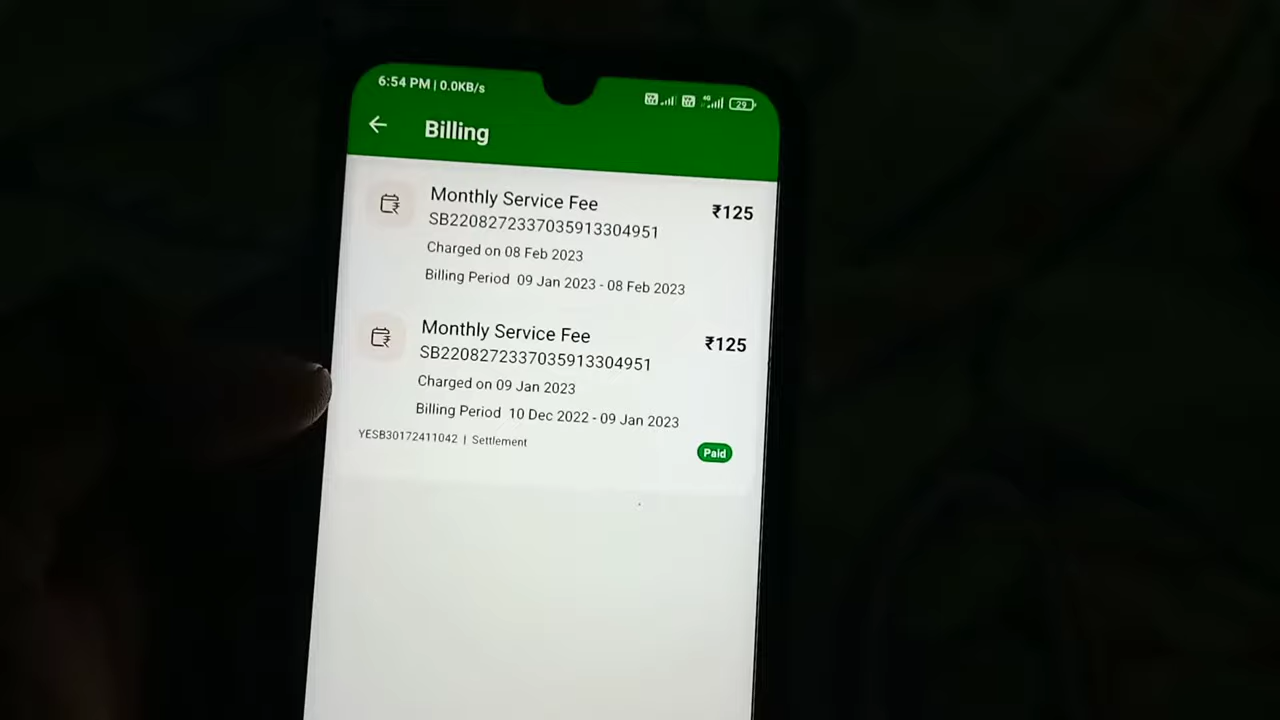 6:54 PM | 0.0KB/s
29
Billing
Monthly Service Fee
₹125
SB2208272337035913304951
Charged on 08 Feb 2023
Billing Period 09 Jan 2023 - 08 Feb 2023
Monthly Service Fee
₹125
SB2208272337035913304951
Charged on 09 Jan 2023
Billing Period 10 Dec 2022 - 09 Jan 2023
YESB30172411042 | Settlement
Paid